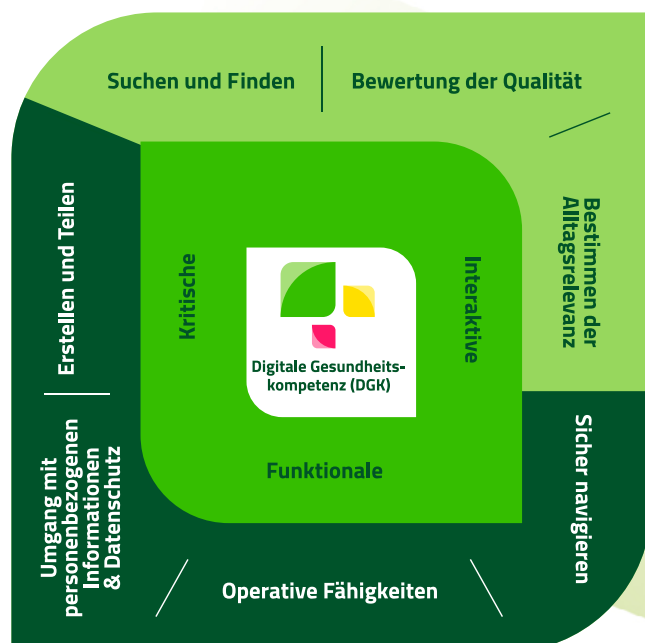 Suchen und Finden
Bewertung der Qualität
Bestimmen der
Alltagsrelevanz
Sicher navigieren
Operative Fähigkeiten
Umgang mit
personenbezogenen
Informationen
& Datenschutz
Erstellen und Teilen
Kritische
Interaktive
Funktionale
Digitale Gesundheits-
kompetenz (DGK)